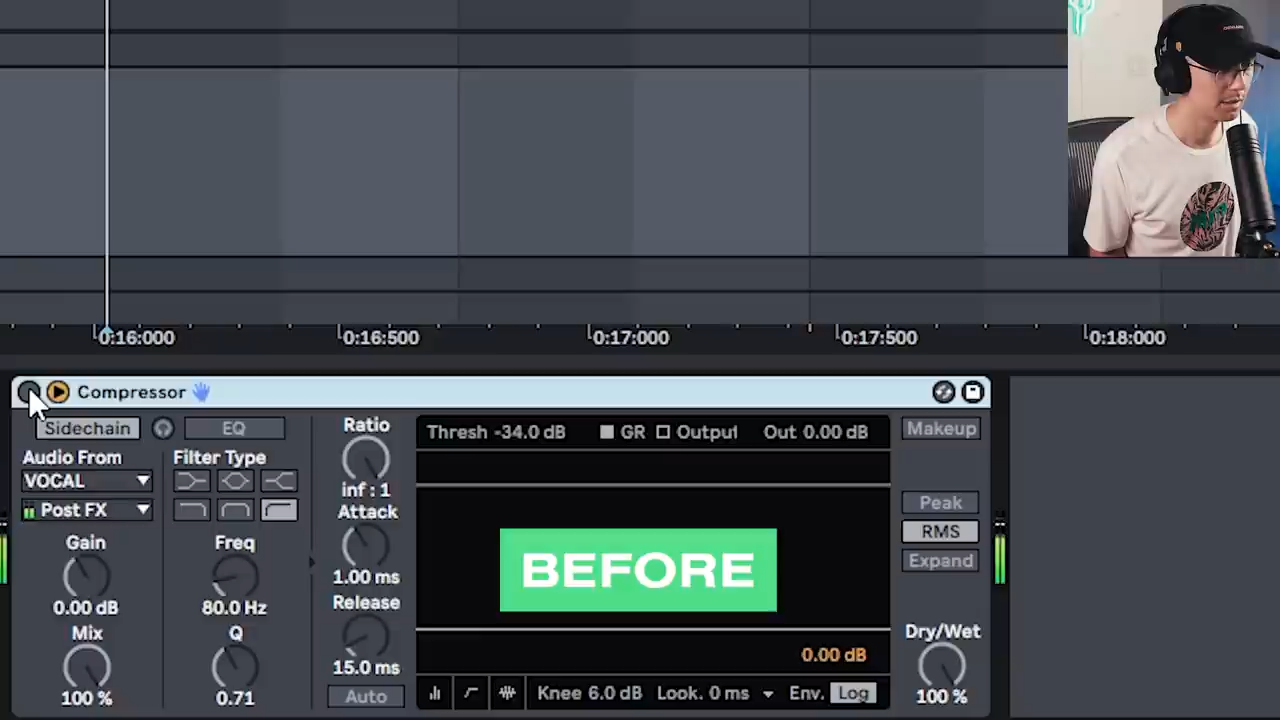 0:16:000
0:16:500
0:17:000
0:17:500
0:18:000
Compressor
Sidechain
EQ
Ratio
Thresh -34.0 dB
GR
Output
Out 0.00 dB
Makeup
Audio From
Filter Type
VOCAL
inf : 1
Post FX
Attack
Peak
RMS
Gain
Freq
BEFORE
Expand
1.00 ms
0.00 dB
80.0 Hz
Release
Mix
Q
Dry/Wet
15.0 ms
0.00 dB
100 %
0.71
Auto
Knee 6.0 dB
Look. 0 ms
Env.
Log
100 %